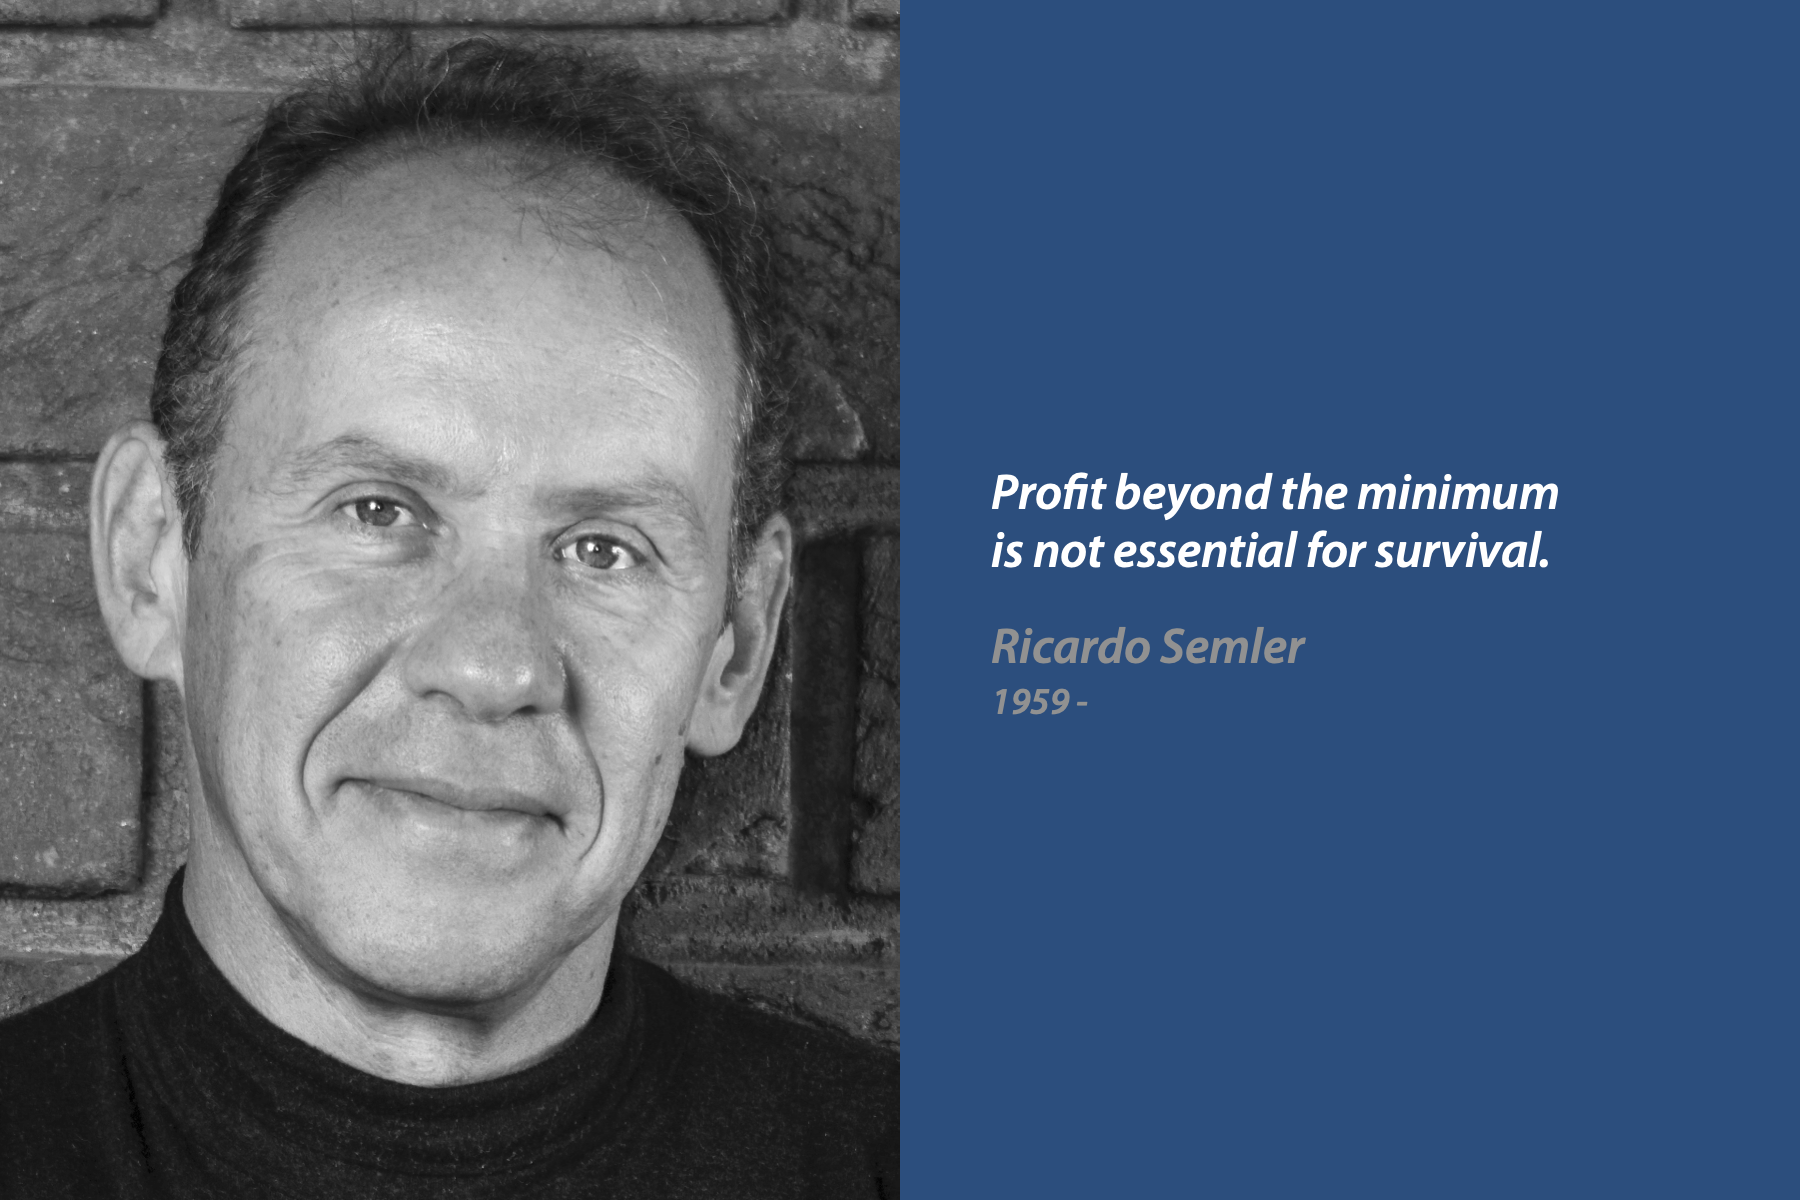 Profit beyond the minimum
is not essential for survival.
Ricardo Semler
1959 -